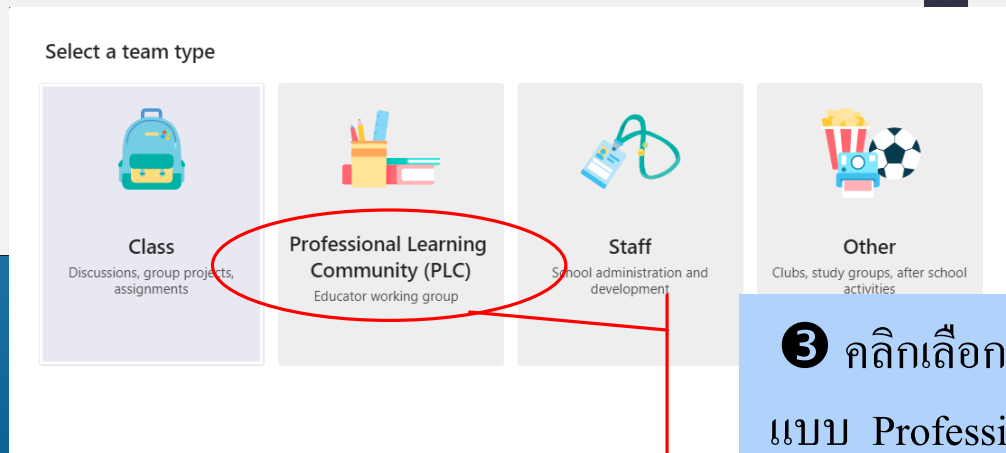 Select a team type
Class
Discussions, group projects,
assignments
Professional Learning
Community (PLC)
Educator working group
Staff
School administration and
development
Other
Clubs, study groups, after school
activities
❸ คลิกเลือก
แบบ Professi